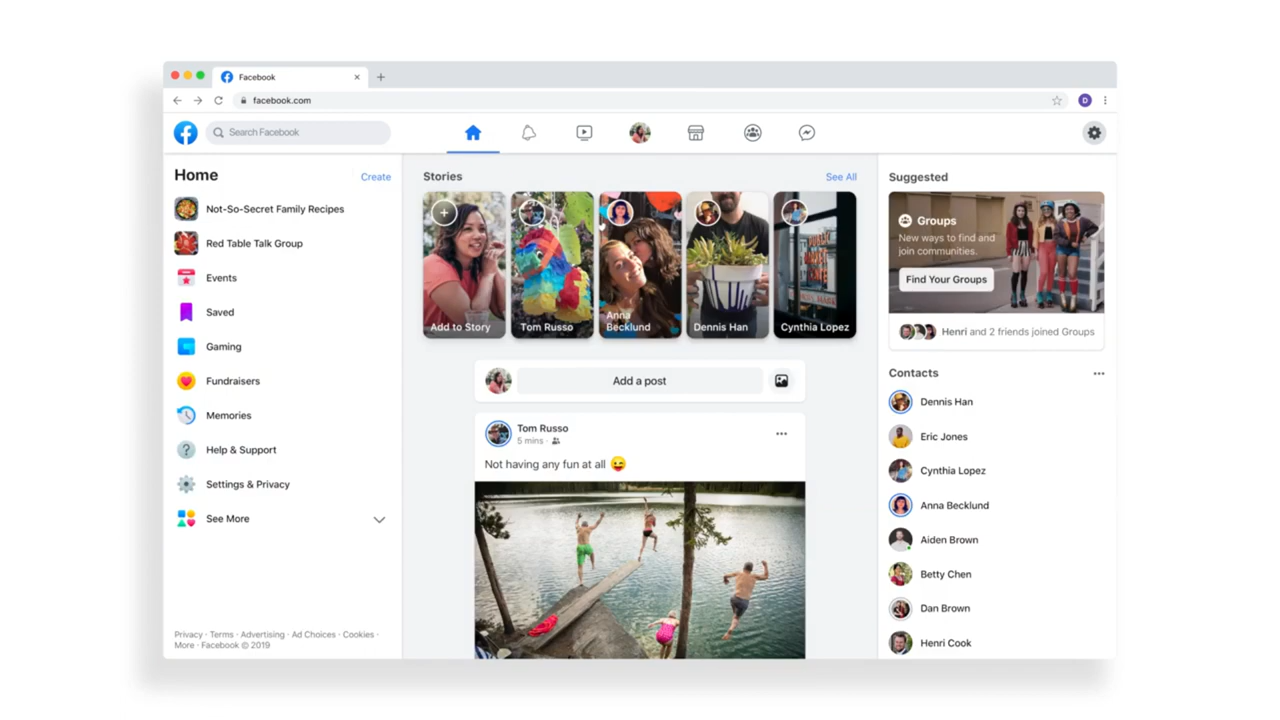 Facebook
facebook.com
D
Search Facebook
Home
Create
Not-So-Secret Family Recipes
Red Table Talk Group
Events
Saved
Gaming
Fundraisers
Memories
Help & Support
Settings & Privacy
See More
Privacy · Terms · Advertising · Ad Choices · Cookies ·
More · Facebook © 2019
Stories
See All
Add to Story
Tom Russo
Anna
Becklund
Dennis Han
Cynthia Lopez
Add a post
Tom Russo
5 mins ·
Not having any fun at all
Suggested
Groups
New ways to find and
join communities.
Find Your Groups
Henri and 2 friends joined Groups
Contacts
Dennis Han
Eric Jones
Cynthia Lopez
Anna Becklund
Aiden Brown
Betty Chen
Dan Brown
Henri Cook